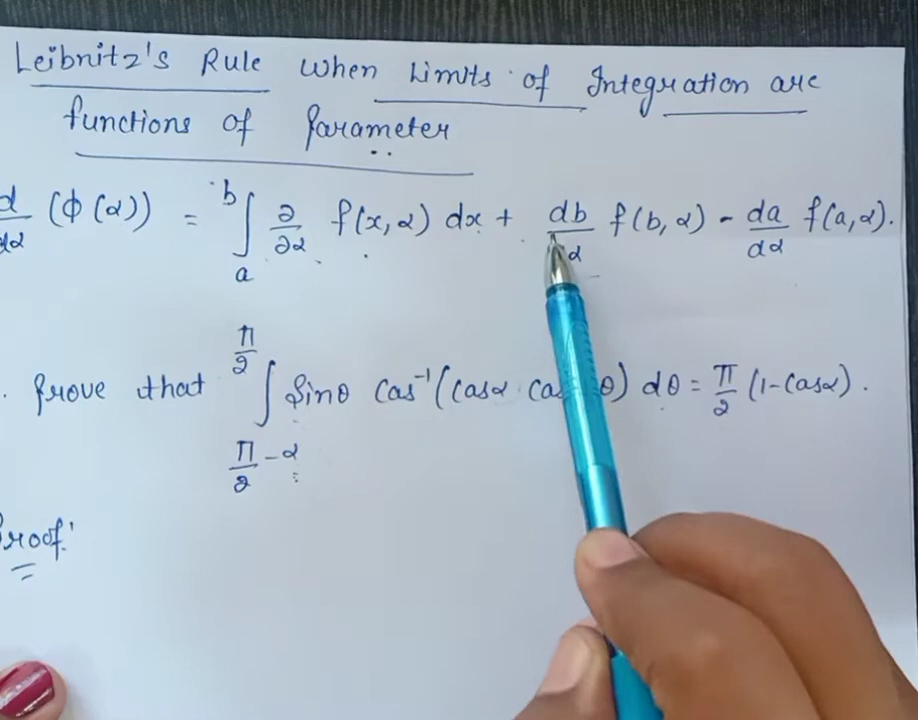 Leibnitz's Rule When Limits of Integration are
functions of Parameter
d/dα (ϕ(α)) = ∫_a^b ∂/∂α f(x,α) dx + db/dα f(b,α) - da/dα f(a,α).
. Prove that ∫_{π/2 - α}^{π/2} Sinθ Cos⁻¹(Cosα θ) dθ = π/2 (1-Cosα).
Proof: